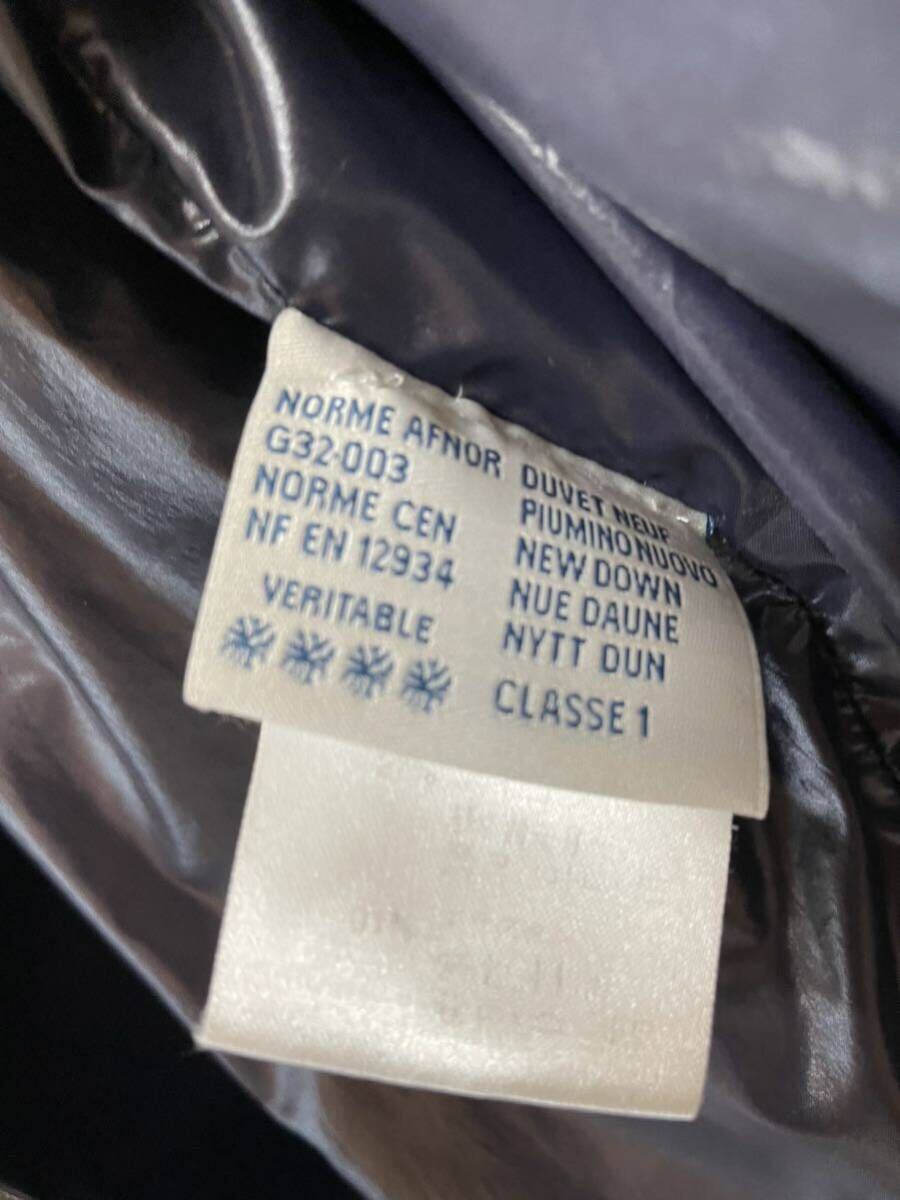 NORME AFNOR
G32-003
NORME CEN
NF EN 12934
VERITABLE
DUVET NEUF
PIUMINO NUOVO
NEW DOWN
NUE DAUNE
NYTT DUN
CLASSE 1